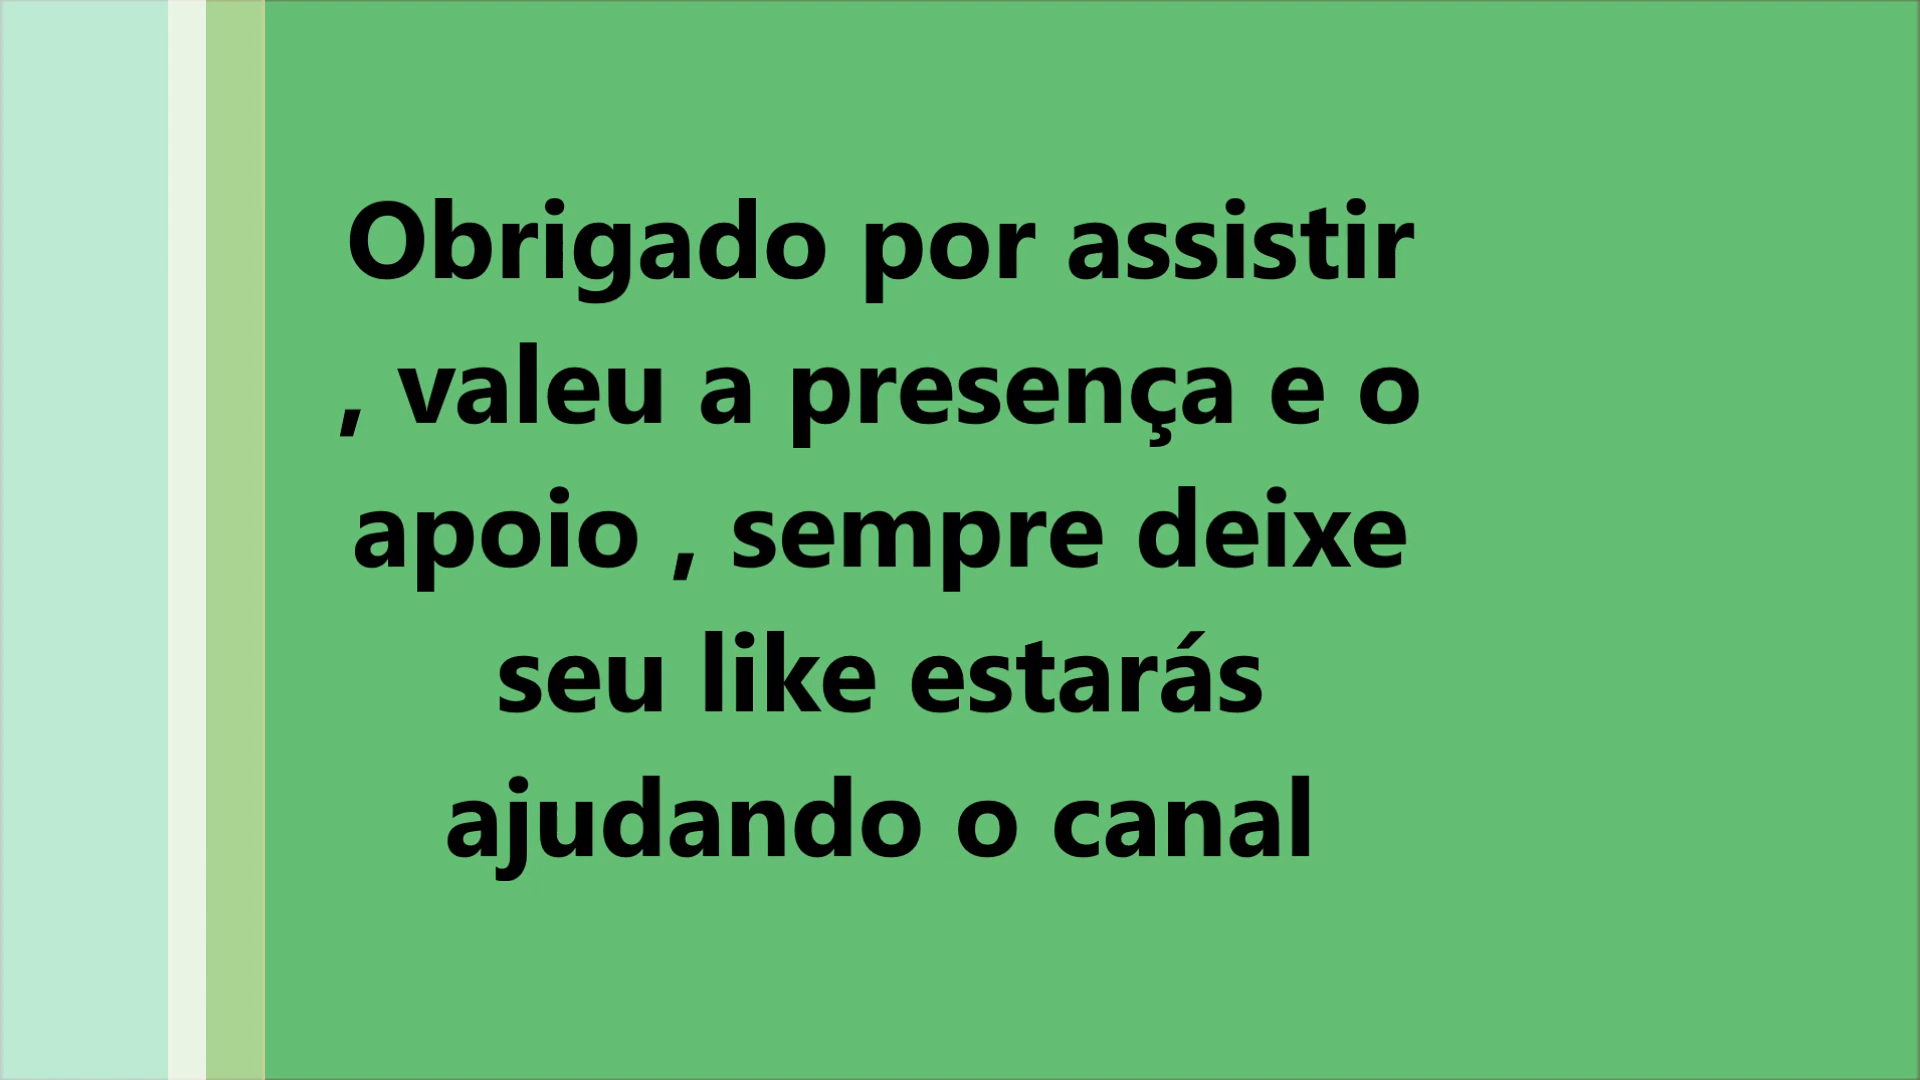 Obrigado por assistir
, valeu a presença e o
apoio , sempre deixe
seu like estarás
ajudando o canal